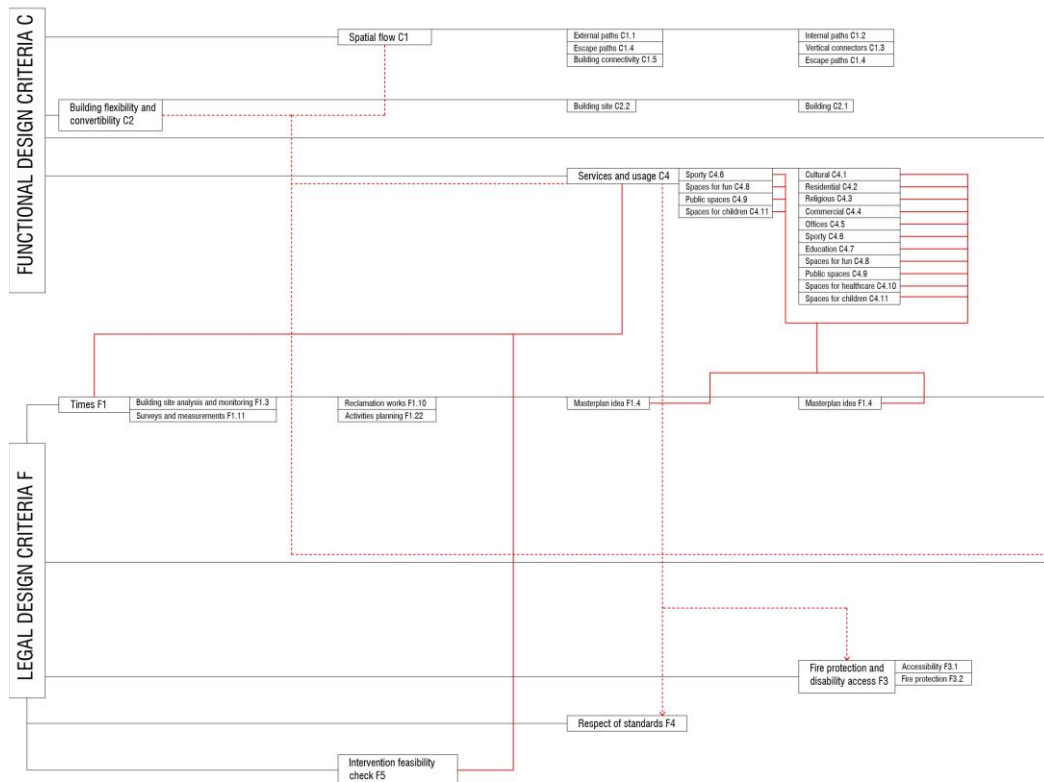 FUNCTIONAL DESIGN CRITERIA C
Spatial flow C1
External paths C1.1
Escape paths C1.4
Building connectivity C1.5
Internal paths C1.2
Vertical connectors C1.3
Escape paths C1.4
Building flexibility and
convertibility C2
Building site C2.2
Building C2.1
Services and usage C4
Sporty C4.6
Spaces for fun C4.8
Public spaces C4.9
Spaces for children C4.11
Cultural C4.1
Residential C4.2
Religious C4.3
Commercial C4.4
Offices C4.5
Sporty C4.6
Education C4.7
Spaces for fun C4.8
Public spaces C4.9
Spaces for healthcare C4.10
Spaces for children C4.11
LEGAL DESIGN CRITERIA F
Times F1
Building site analysis and monitoring F1.3
Surveys and measurements F1.11
Reclamation works F1.10
Activities planning F1.22
Masterplan idea F1.4
Masterplan idea F1.4
Fire protection and
disability access F3
Accessibility F3.1
Fire protection F3.2
Respect of standards F4
Intervention feasibility
check F5